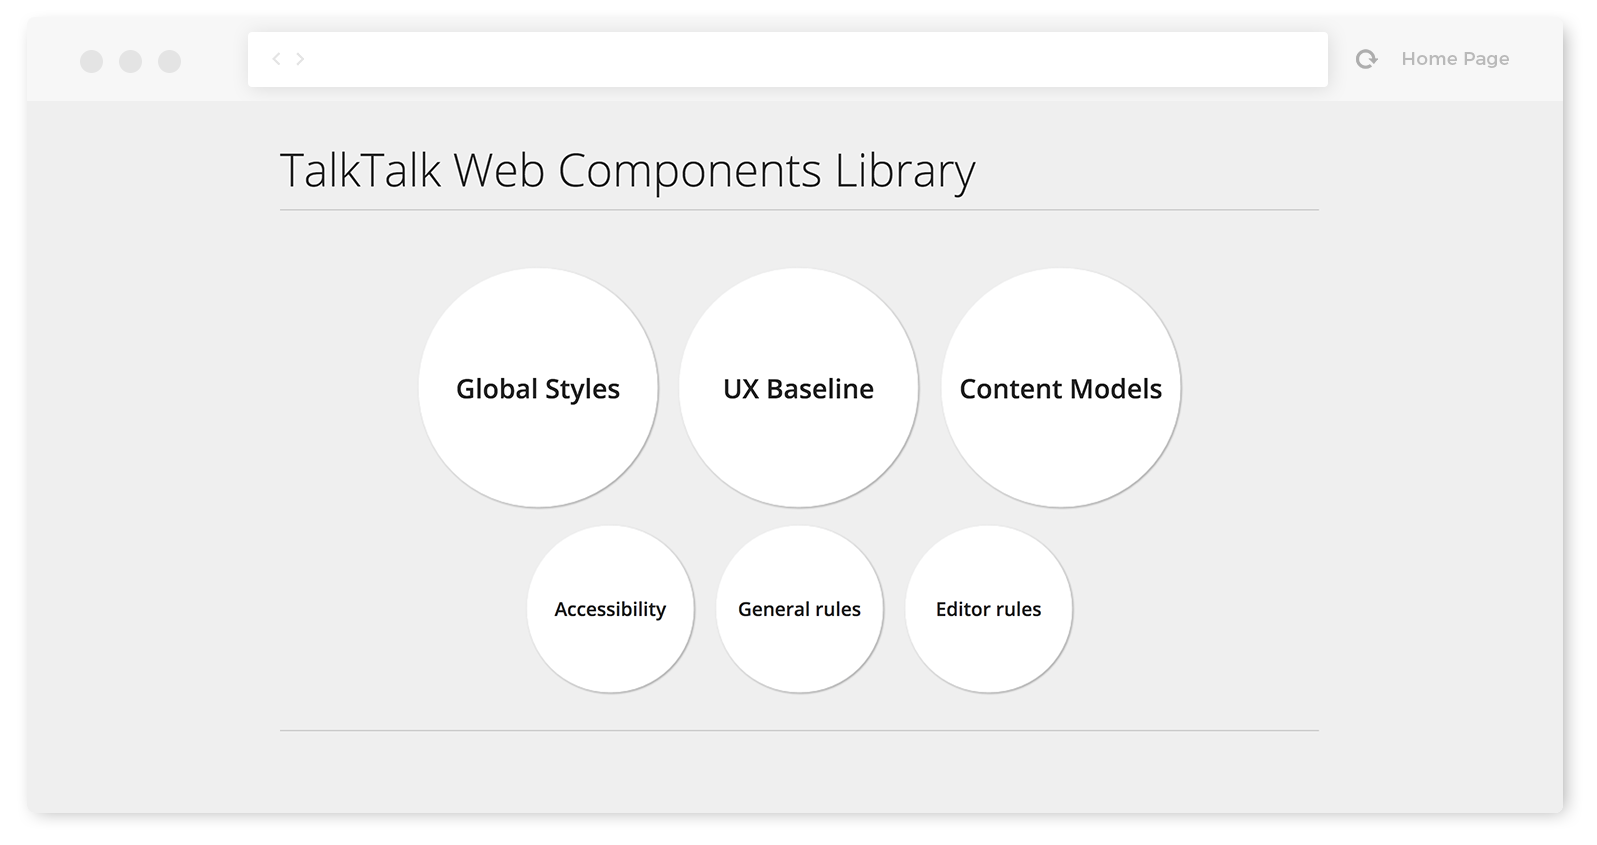 Home Page
TalkTalk Web Components Library
Global Styles
UX Baseline
Content Models
Accessibility
General rules
Editor rules